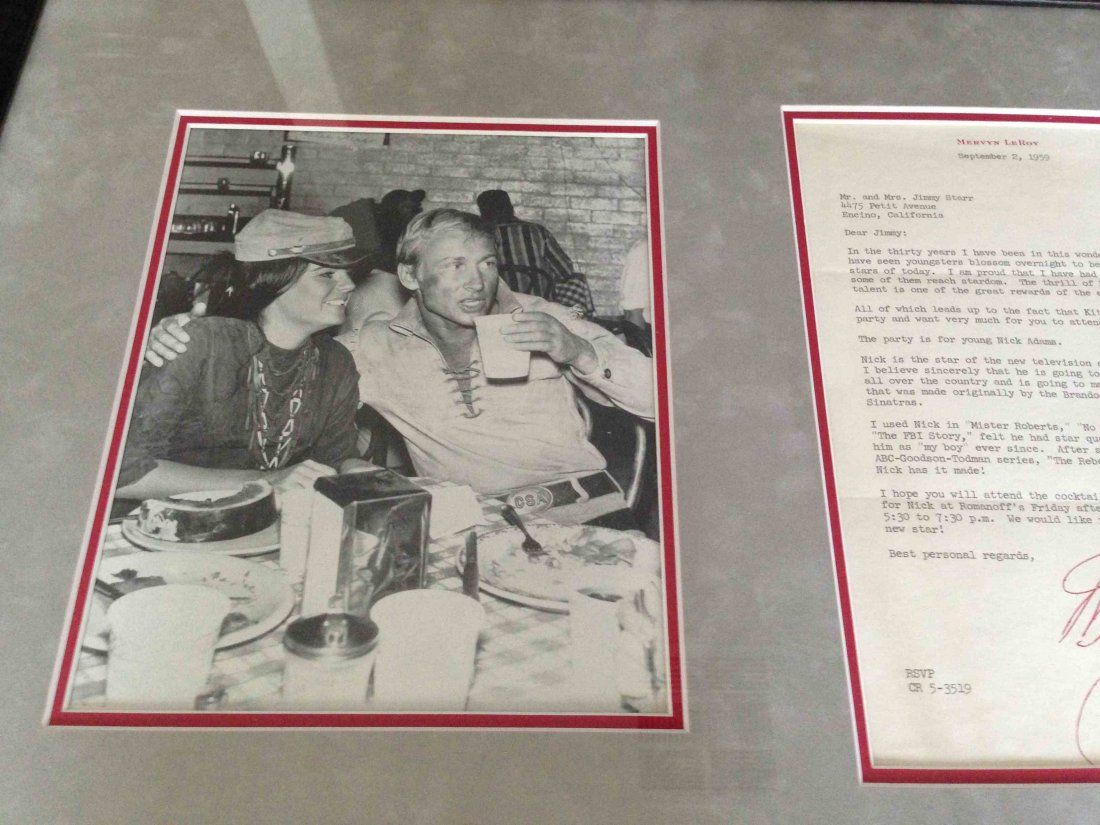 CSA
MERVYN LEROY
September 2, 1959
Mr. and Mrs. Jimmy Starr
4475 Petit Avenue
Encino, California
Dear Jimmy:
In the thirty years I have been in this
have seen youngsters blossom overnight to
stars of today. I am proud that I have had
some of them reach stardom. The thrill of
talent is one of the great rewards of the
All of which leads up to the fact that
party and want very much for you to
The party is for young Nick Adams.
Nick is the star of the new television
I believe sincerely that he is going to
all over the country and is going to
that was made originally by the
Sinatras.
I used Nick in "Mister Roberts," "No
"The FBI Story," felt he had star
him as "my boy" ever since. After
ABC-Goodson-Todman series, "The
Nick has it made!
I hope you will attend the
for Nick at Romanoff's Friday
5:30 to 7:30 p.m. We would like
new star!
Best personal regards,
RSVP
CR 5-3519